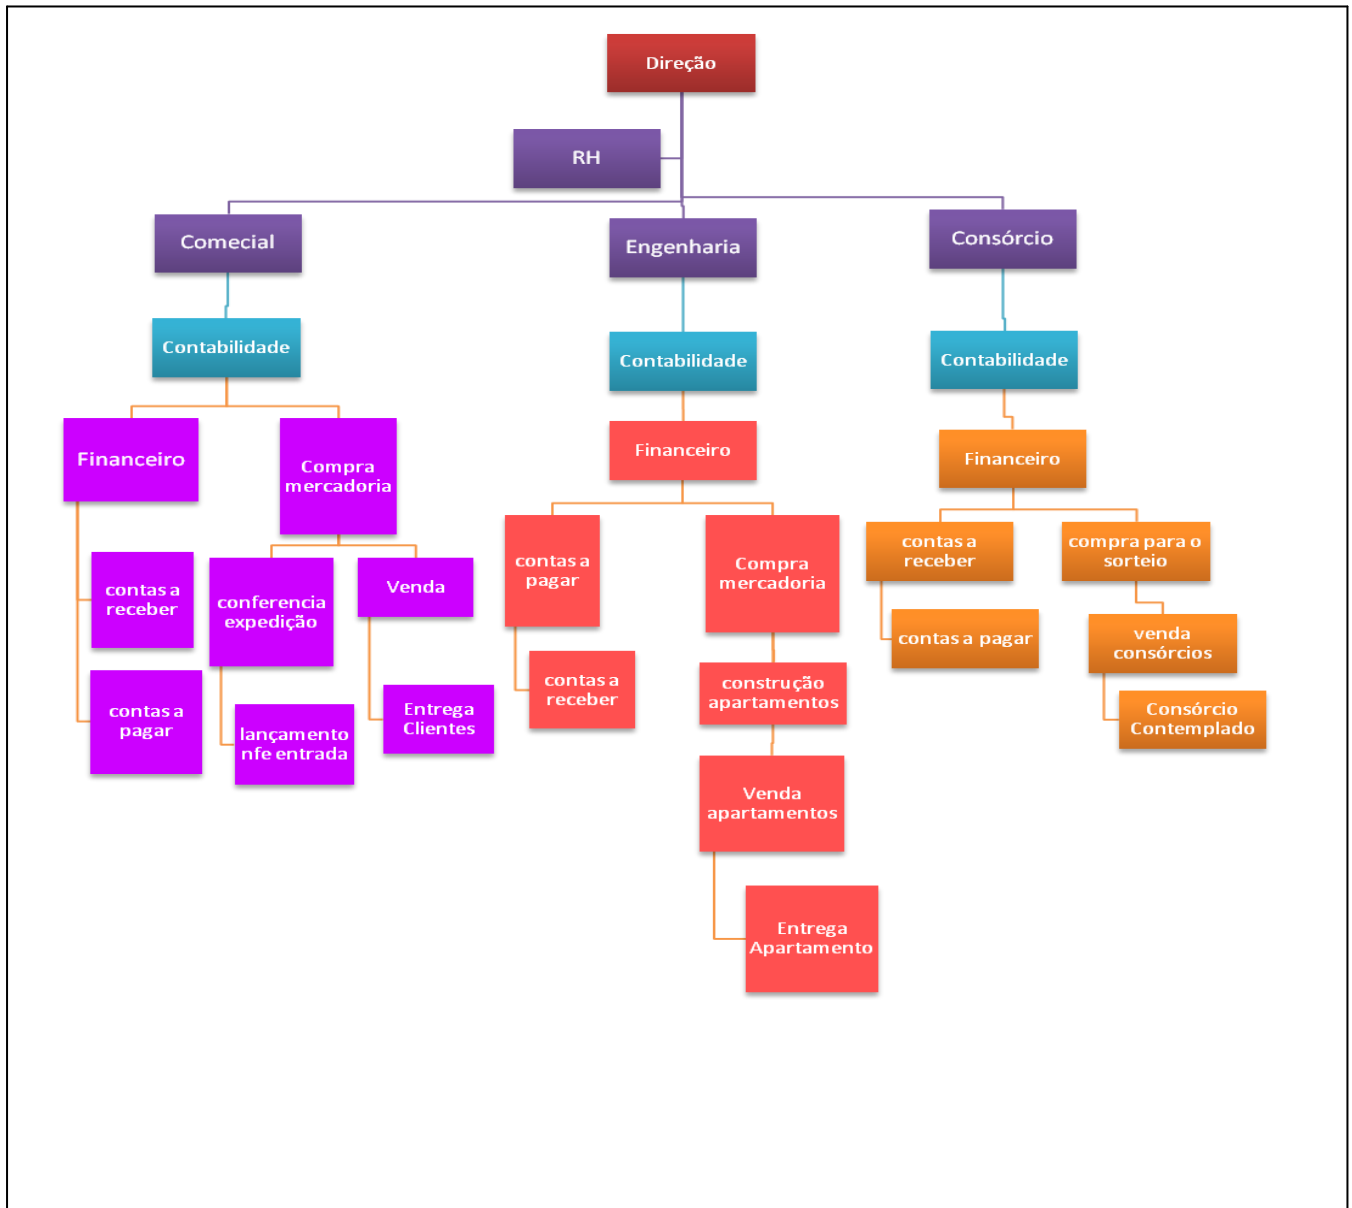 Direção
RH
Comecial
Engenharia
Consórcio
Contabilidade
Contabilidade
Contabilidade
Financeiro
Compra
mercadoria
contas a
receber
contas a
pagar
conferencia
expedição
lançamento
nfe entrada
Venda
Entrega
Clientes
Financeiro
contas a
pagar
contas a
receber
Compra
mercadoria
construção
apartamentos
Venda
apartamentos
Entrega
Apartamento
Financeiro
contas a
receber
contas a pagar
compra para o
sorteio
venda
consórcios
Consórcio
Contemplado